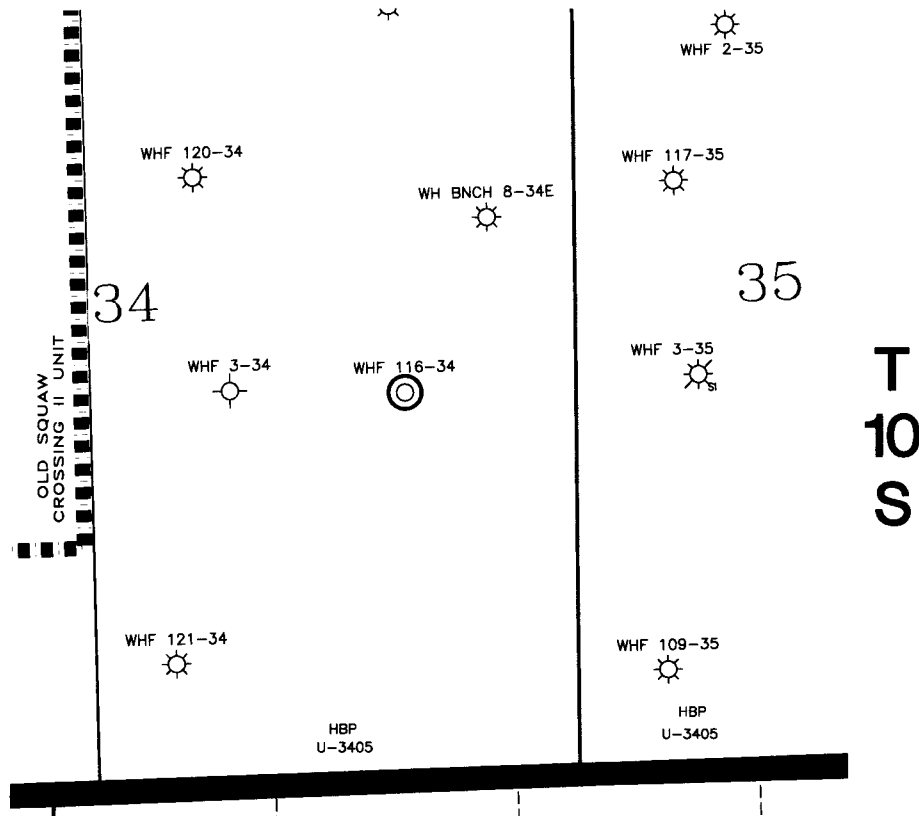 WHF 2-35
WHF 120-34
WHF 117-35
WH BNCH 8-34E
34
35
OLD SQUAW
CROSSING II UNIT
WHF 3-34
WHF 116-34
WHF 3-35
SI
T
10
S
WHF 121-34
WHF 109-35
HBP
U-3405
HBP
U-3405